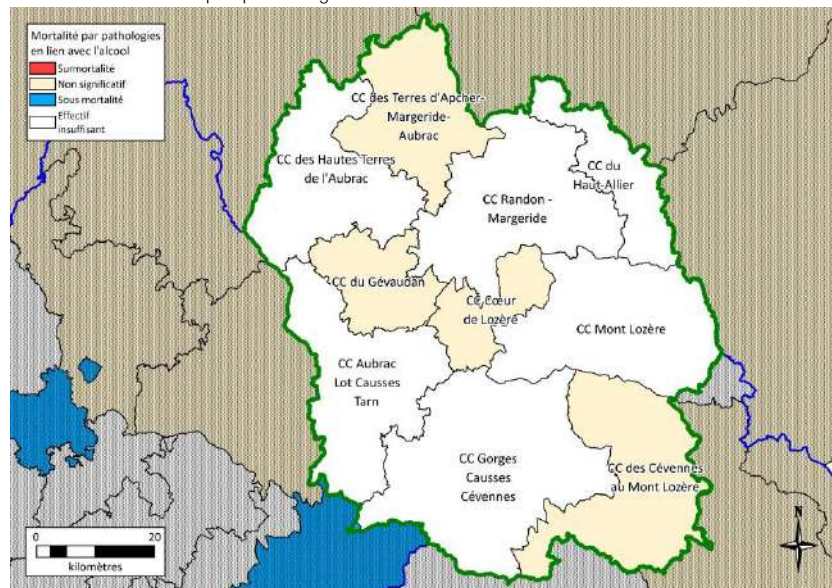 Mortalité par pathologies
en lien avec l'alcool
Surmortalité
Non significatif
Sous mortalité
Effectif
insuffisant
CC des Terres d'Apcher-
Margeride-
Aubrac
CC des Hautes Terres
de l'Aubrac
CC du
Haut-Allier
CC Randon -
Margeride
CC du Gévaudan
CC Cœur
de Lozère
CC Mont Lozère
CC Aubrac
Lot Causses
Tarn
CC Gorges
Causses
Cévennes
CC des Cévennes
au Mont Lozère
0 20
kilomètres
N